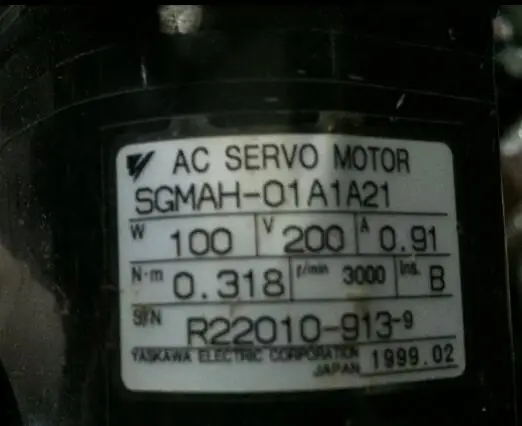 AC SERVO MOTOR
SGMAH-01A1A21
W 100 V 200 A 0.91
N·m 0.318 r/min 3000 Ins. B
S/N R22010-913-9
YASKAWA ELECTRIC CORPORATION
JAPAN 1999.02